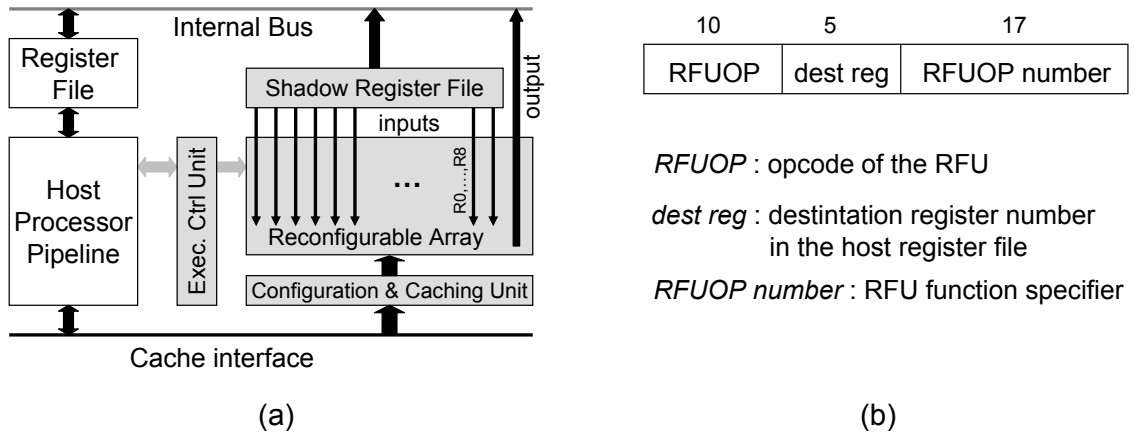 Internal Bus
Register
File
Shadow Register File
output
inputs
R0,...,R8
...
Host
Processor
Pipeline
Exec. Ctrl Unit
Reconfigurable Array
Configuration & Caching Unit
Cache interface
(a)
10 5 17
RFUOP dest reg RFUOP number
RFUOP : opcode of the RFU
dest reg : destintation register number
in the host register file
RFUOP number : RFU function specifier
(b)